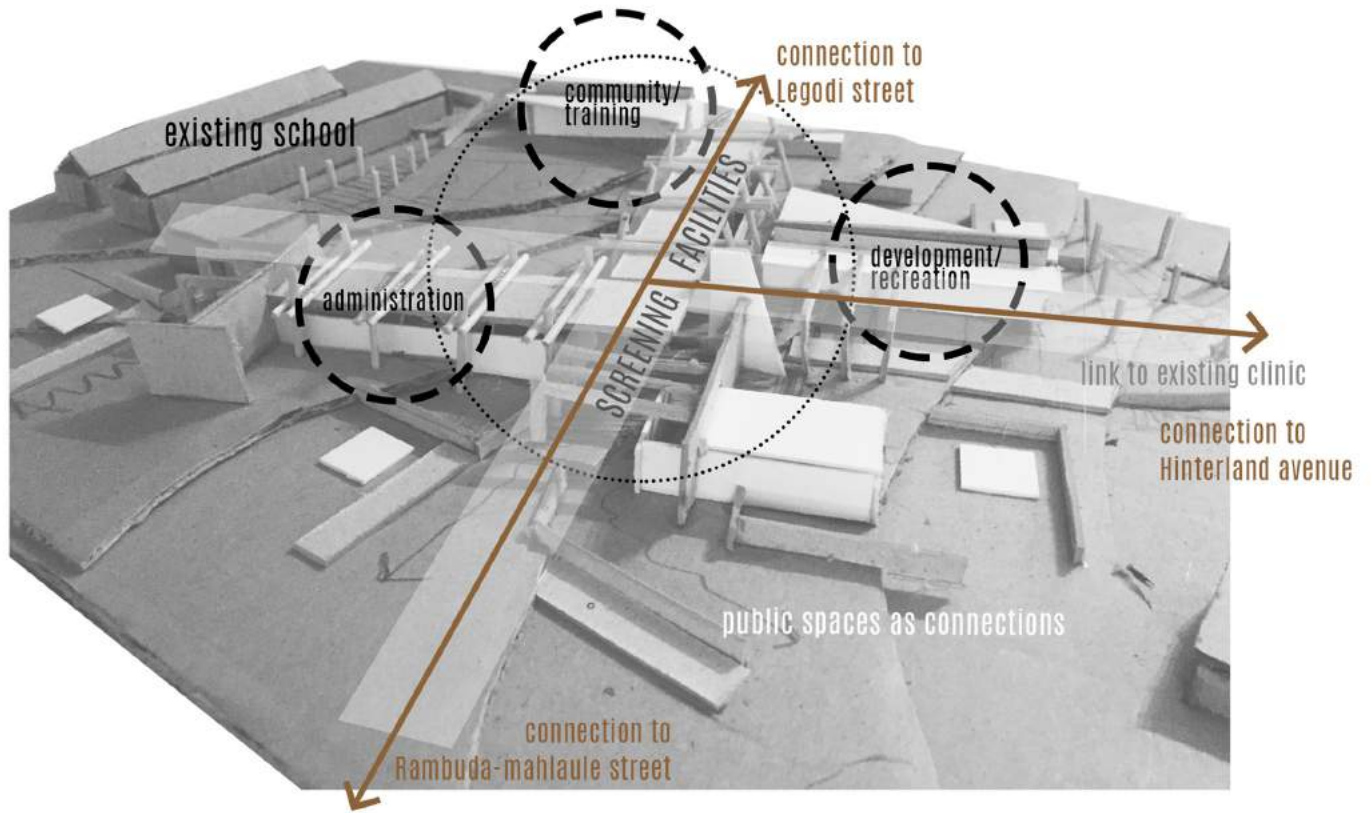 connection to
Legodi street
community/
training
existing school
SCREENING FACILITIES
development/
recreation
administration
link to existing clinic
connection to
Hinterland avenue
public spaces as connections
connection to
Rambuda-mahlaule street